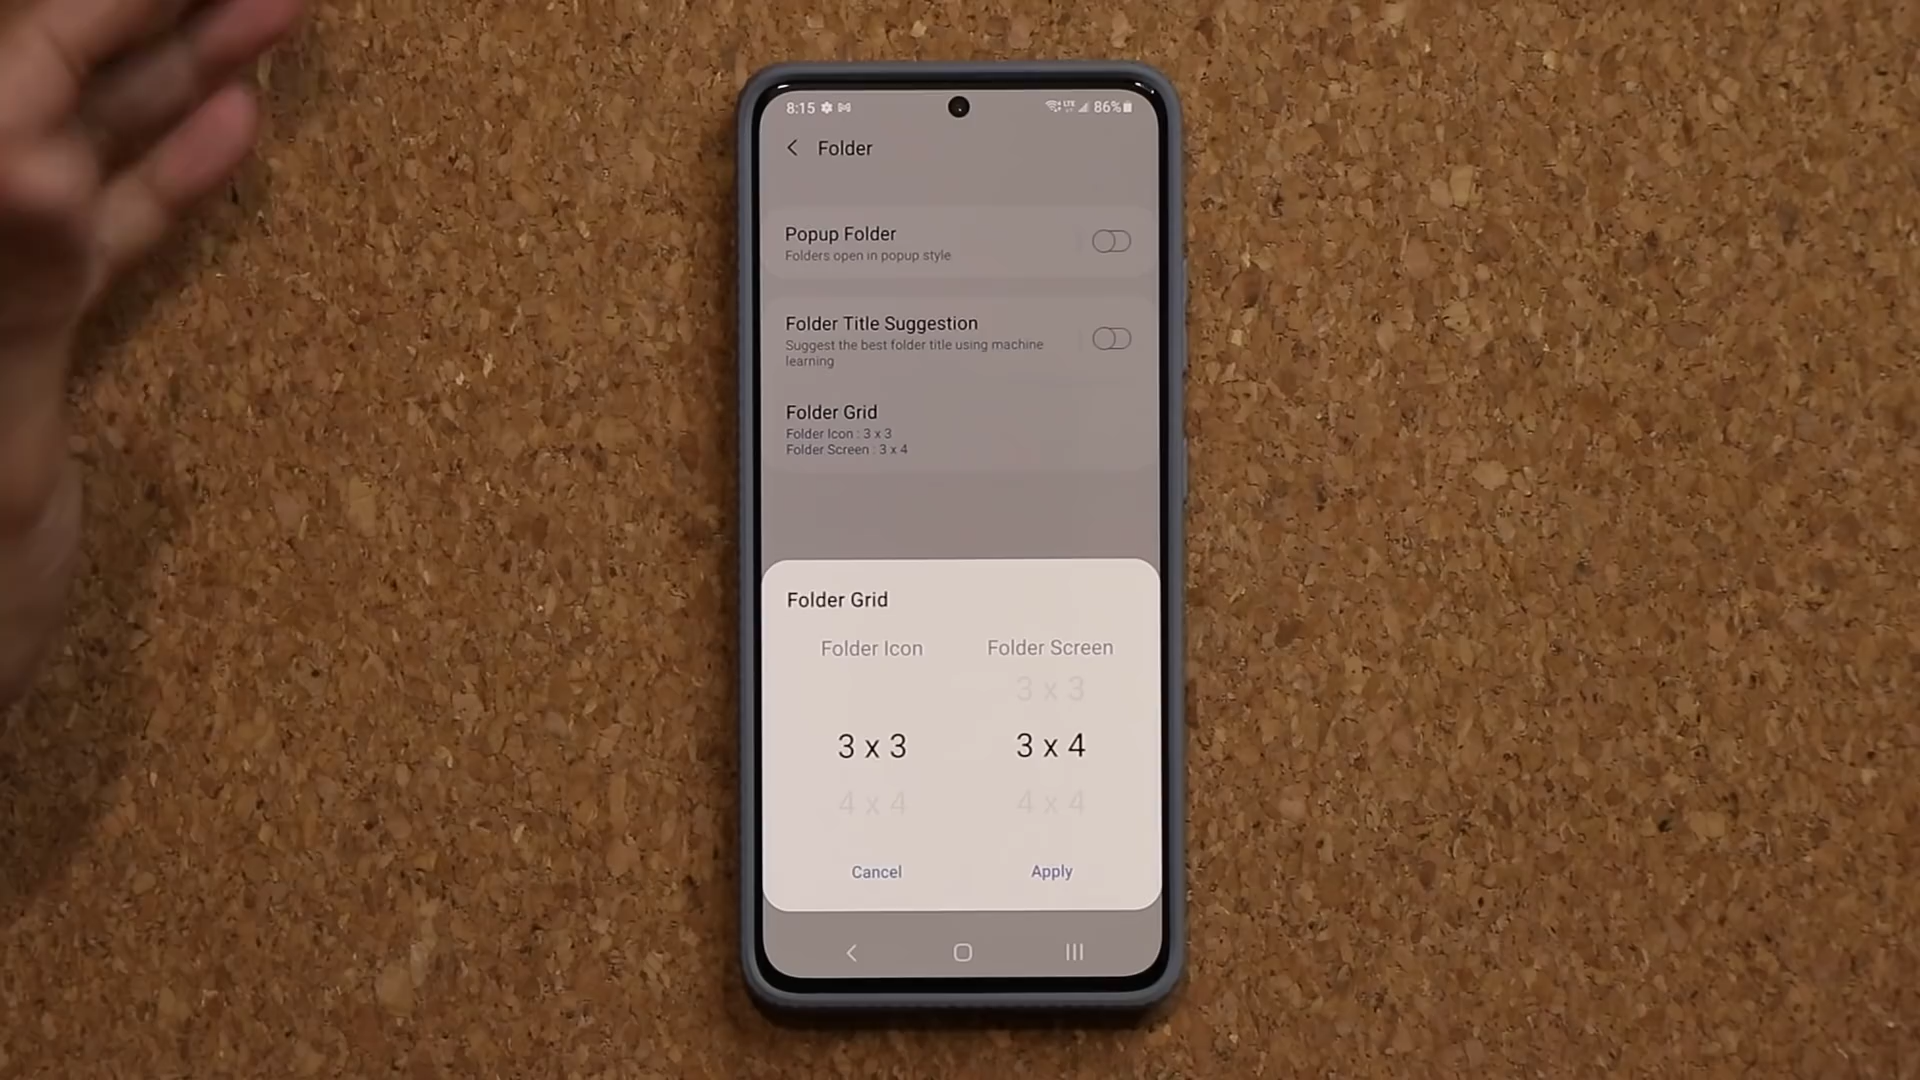 8:15 LTE 86%
Folder
Popup Folder
Folders open in popup style
Folder Title Suggestion
Suggest the best folder title using machine
learning
Folder Grid
Folder Icon : 3 x 3
Folder Screen : 3 x 4
Folder Grid
Folder Icon Folder Screen
3 x 3
3 x 3 3 x 4
4 x 4 4 x 4
Cancel Apply